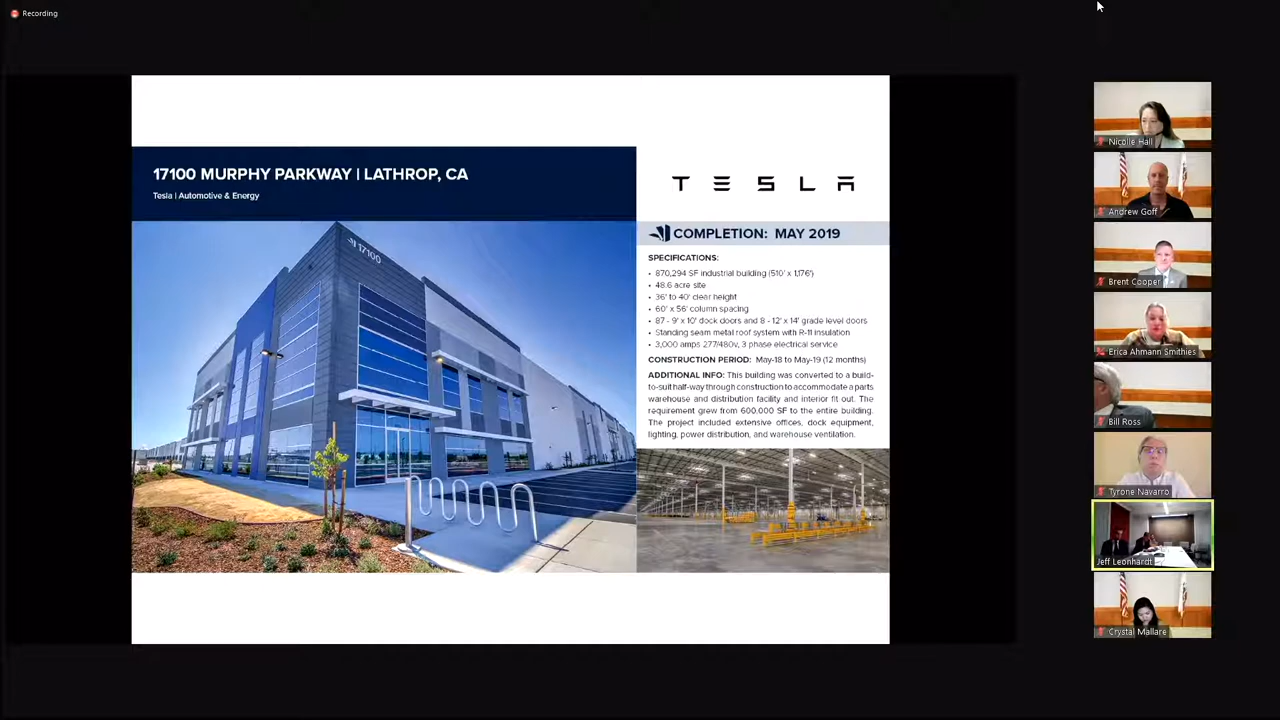 Recording
17100 MURPHY PARKWAY | LATHROP, CA
Tesla | Automotive & Energy
TESLA
COMPLETION: MAY 2019
SPECIFICATIONS:
• 870,294 SF industrial building (510' x 1,176')
• 48.6 acre site
• 36' to 40' clear height
• 60' x 56' column spacing
• 87 - 9' x 10' dock doors and 8 - 12' x 14' grade level doors
• Standing seam metal roof system with R-11 insulation
• 3,000 amps 277/480v, 3 phase electrical service
CONSTRUCTION PERIOD: May-18 to May-19 (12 months)
ADDITIONAL INFO: This building was converted to a build-
to-suit half-way through construction to accommodate a parts
warehouse and distribution facility and interior fit out. The
requirement grew from 600,000 SF to the entire building.
The project included extensive offices, dock equipment,
lighting, power distribution, and warehouse ventilation.
17100
Nicolle Hall
Andrew Goff
Brent Cooper
Erica Ahmann Smithies
Bill Ross
Tyrone Navarro
Jeff Leonhardt
Crystal Mallare